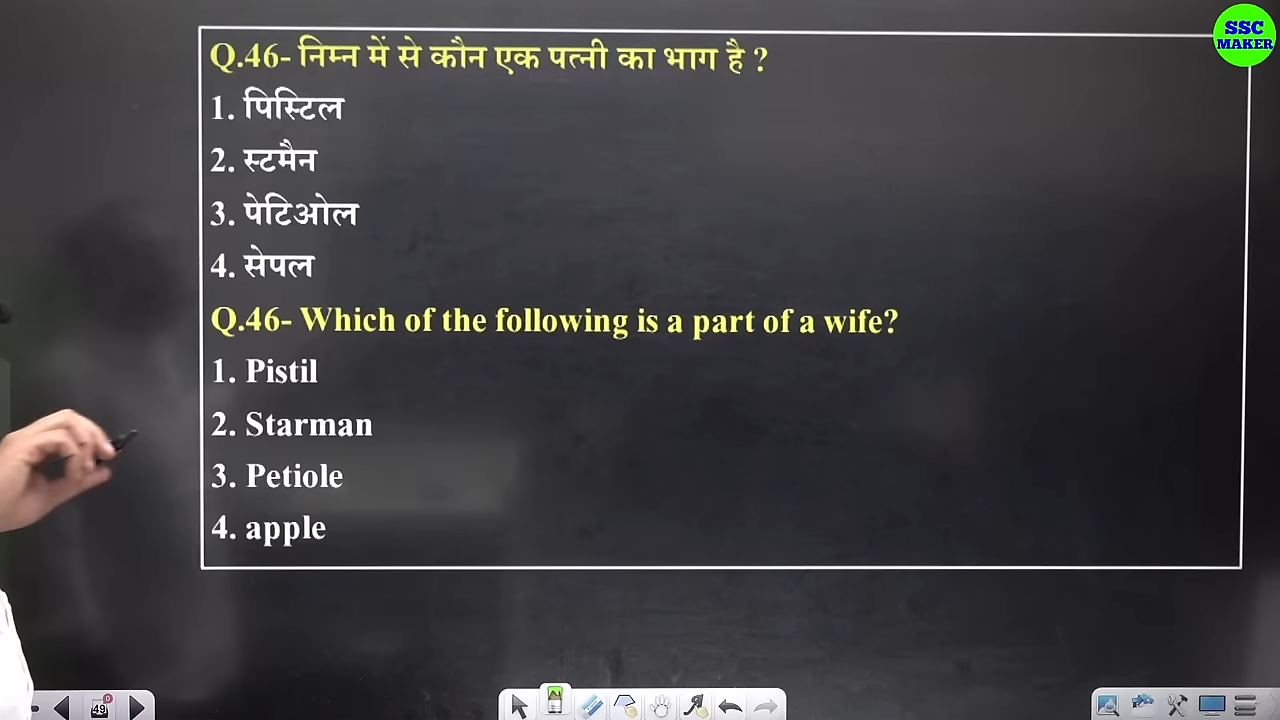 SSC
MAKER
Q.46- निम्न में से कौन एक पत्नी का भाग है ?
1. पिस्टिल
2. स्टमैन
3. पेटिओल
4. सेपल
Q.46- Which of the following is a part of a wife?
1. Pistil
2. Starman
3. Petiole
4. apple
49
0